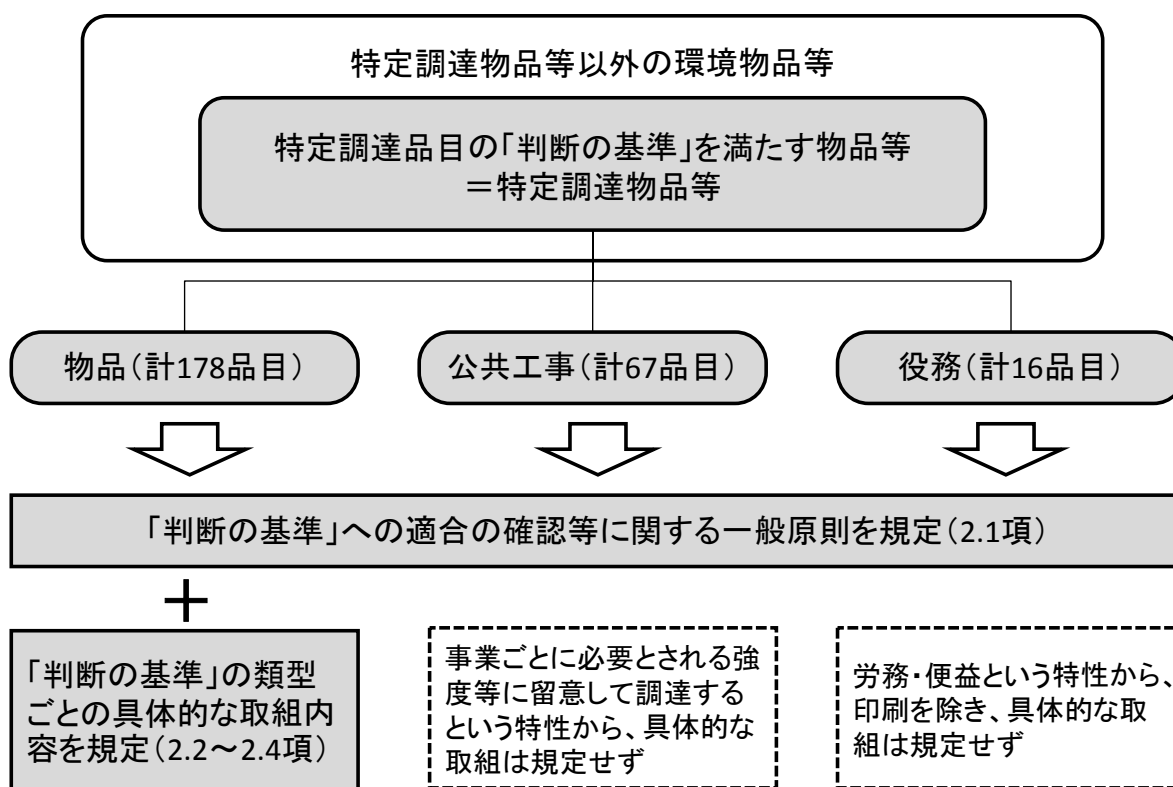 特定調達物品等以外の環境物品等
特定調達品目の「判断の基準」を満たす物品等
＝特定調達物品等
物品（計178品目）
公共工事（計67品目）
役務（計16品目）
「判断の基準」への適合の確認等に関する一般原則を規定（2.1項）
＋
「判断の基準」の類型
ごとの具体的な取組内
容を規定（2.2～2.4項）
事業ごとに必要とされる強
度等に留意して調達する
という特性から、具体的な
取組は規定せず
労務・便益という特性から、
印刷を除き、具体的な取
組は規定せず